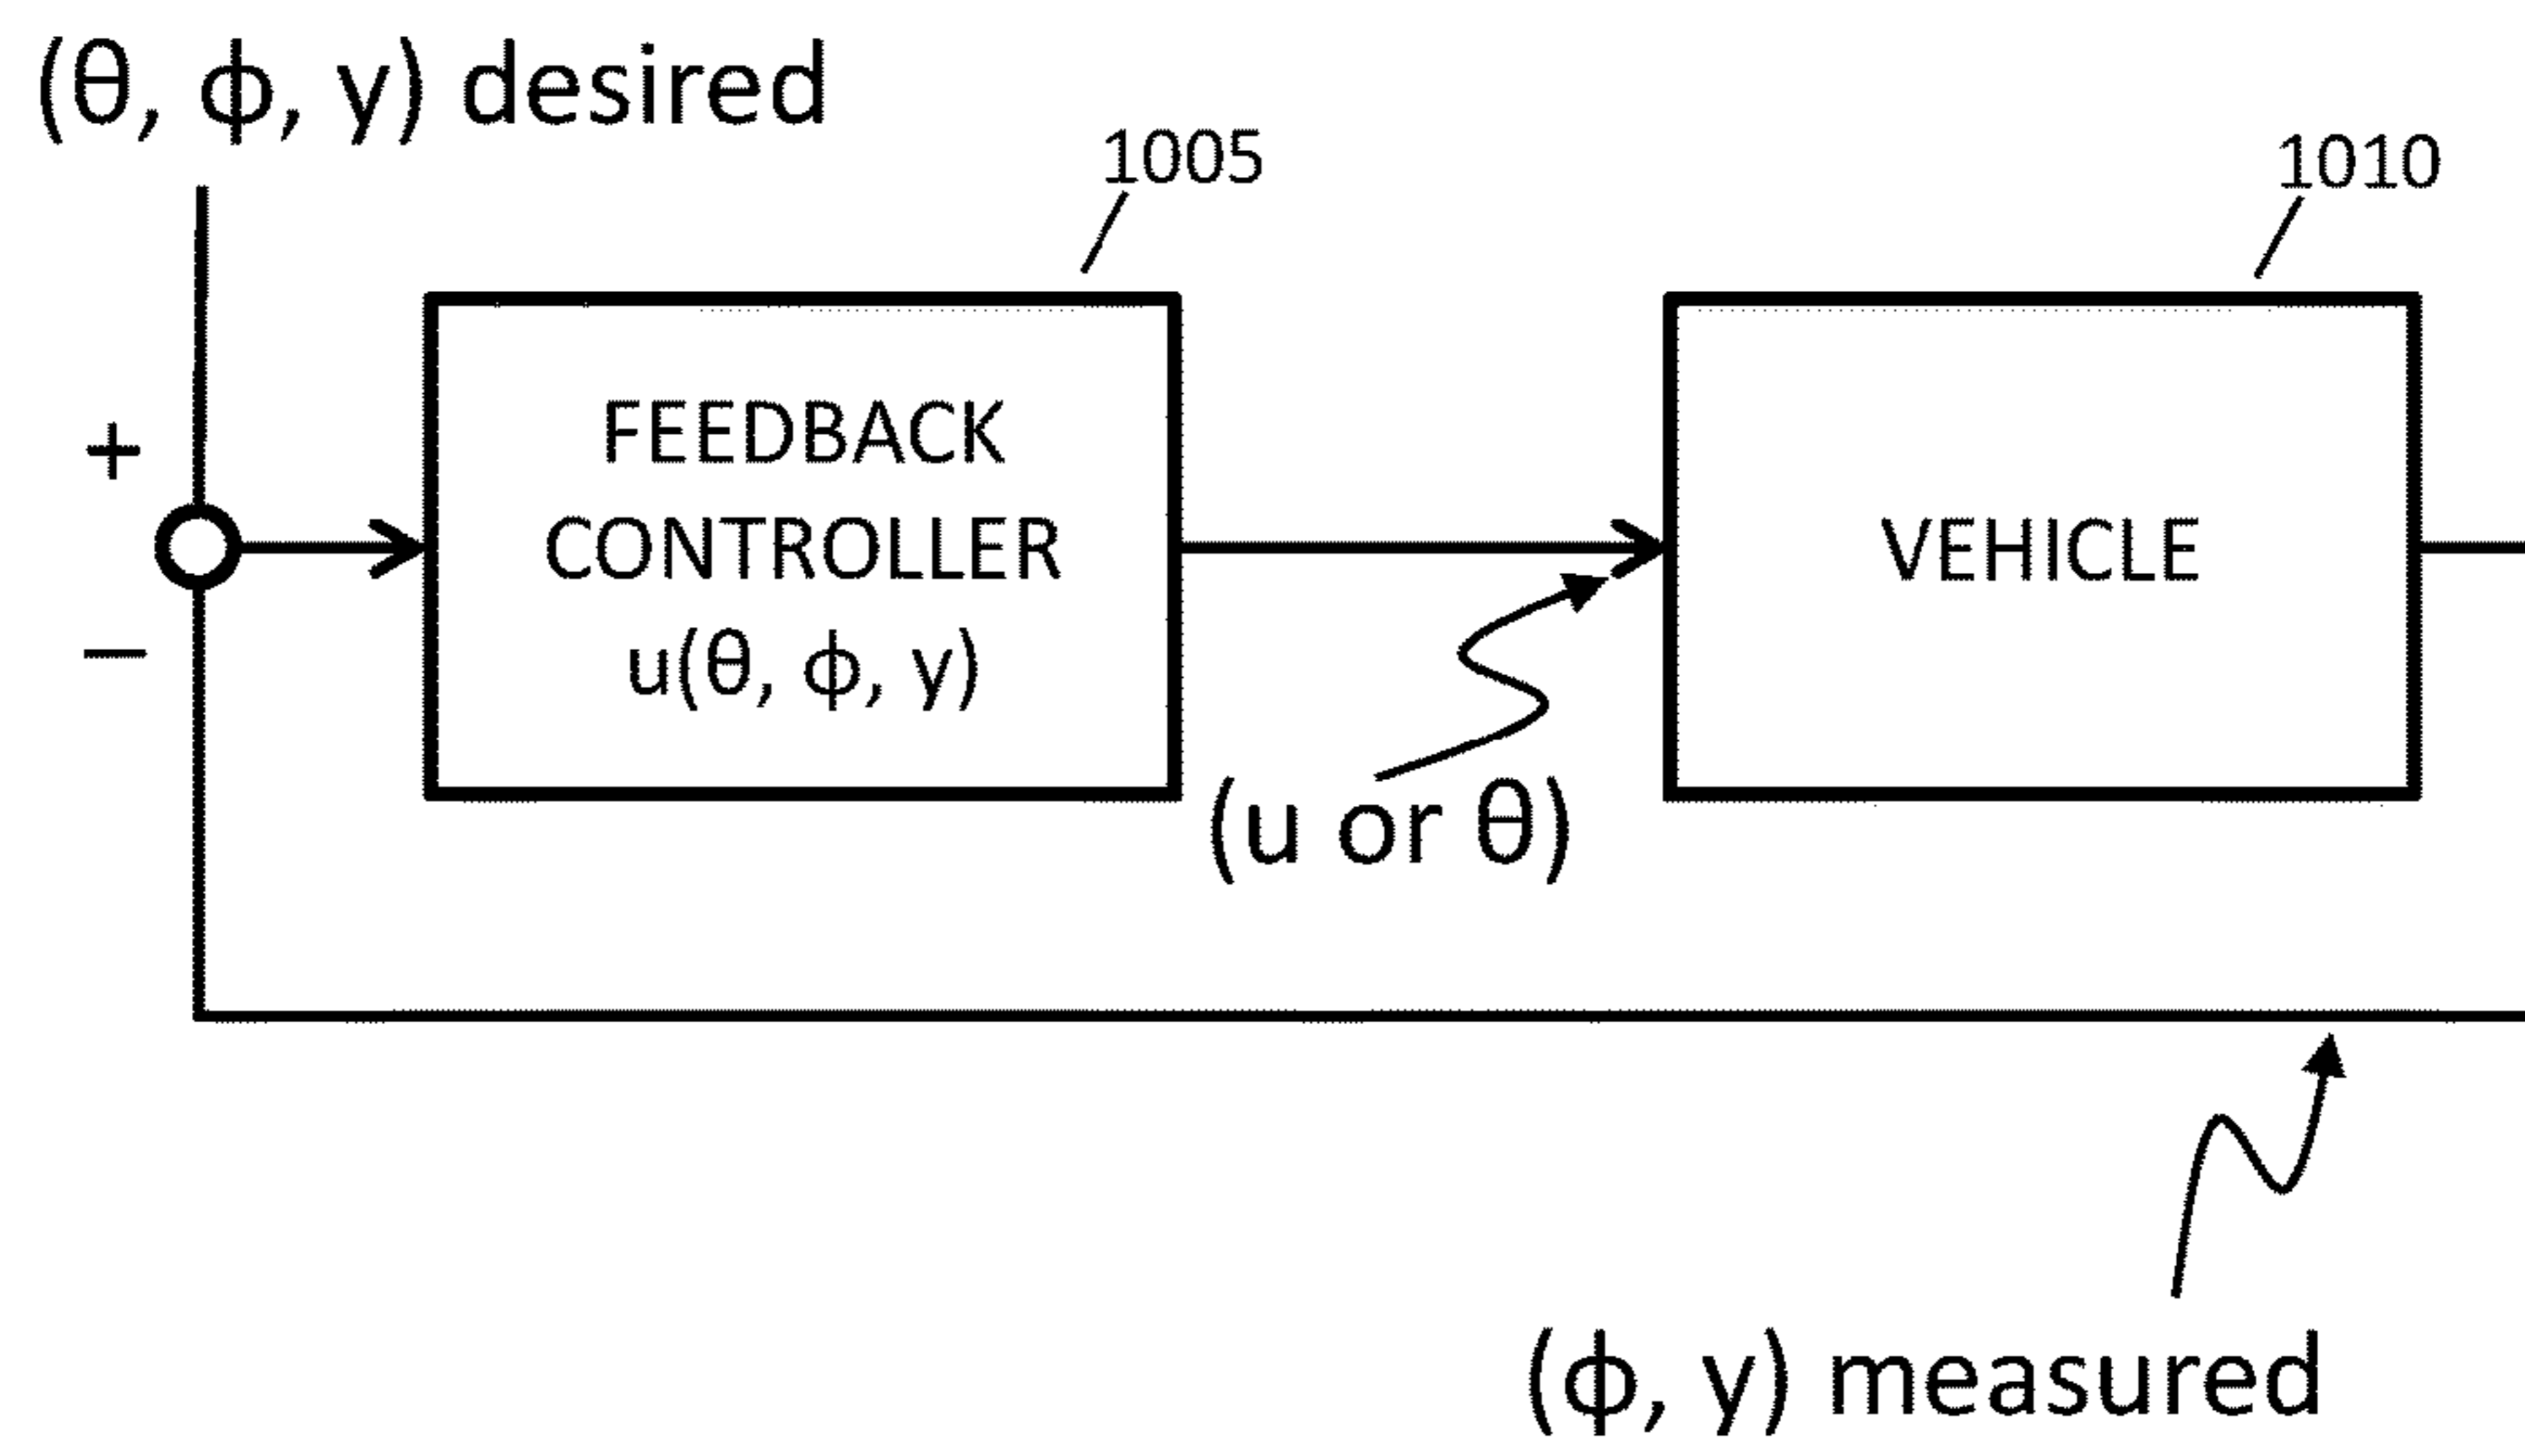 (θ, ϕ, y) desired
1005
1010
+
FEEDBACK
CONTROLLER
u(θ, ϕ, y)
VEHICLE
−
(u or θ)
(ϕ, y) measured